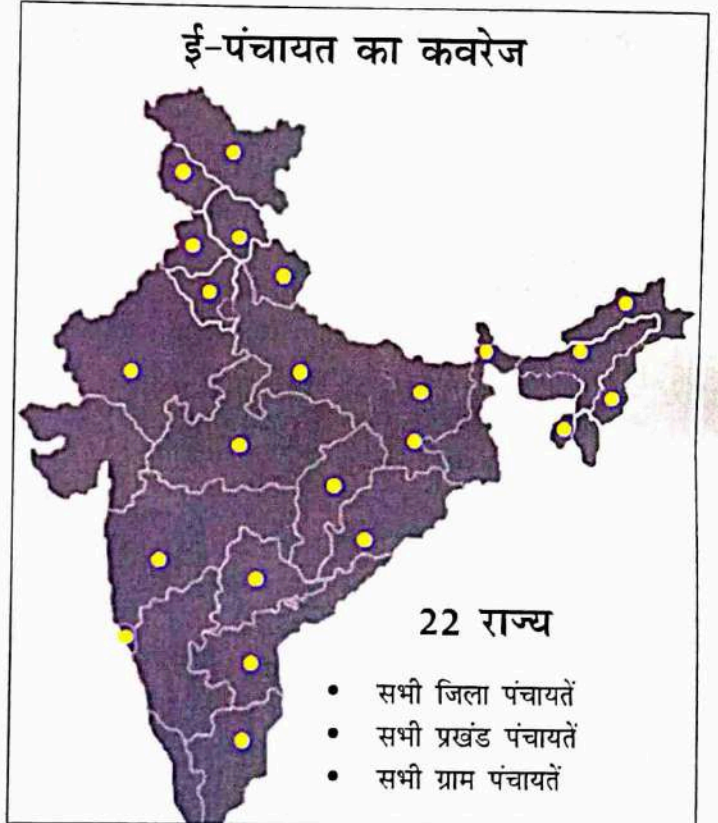 ई-पंचायत का कवरेज
22 राज्य
• सभी जिला पंचायतें
• सभी प्रखंड पंचायतें
• सभी ग्राम पंचायतें